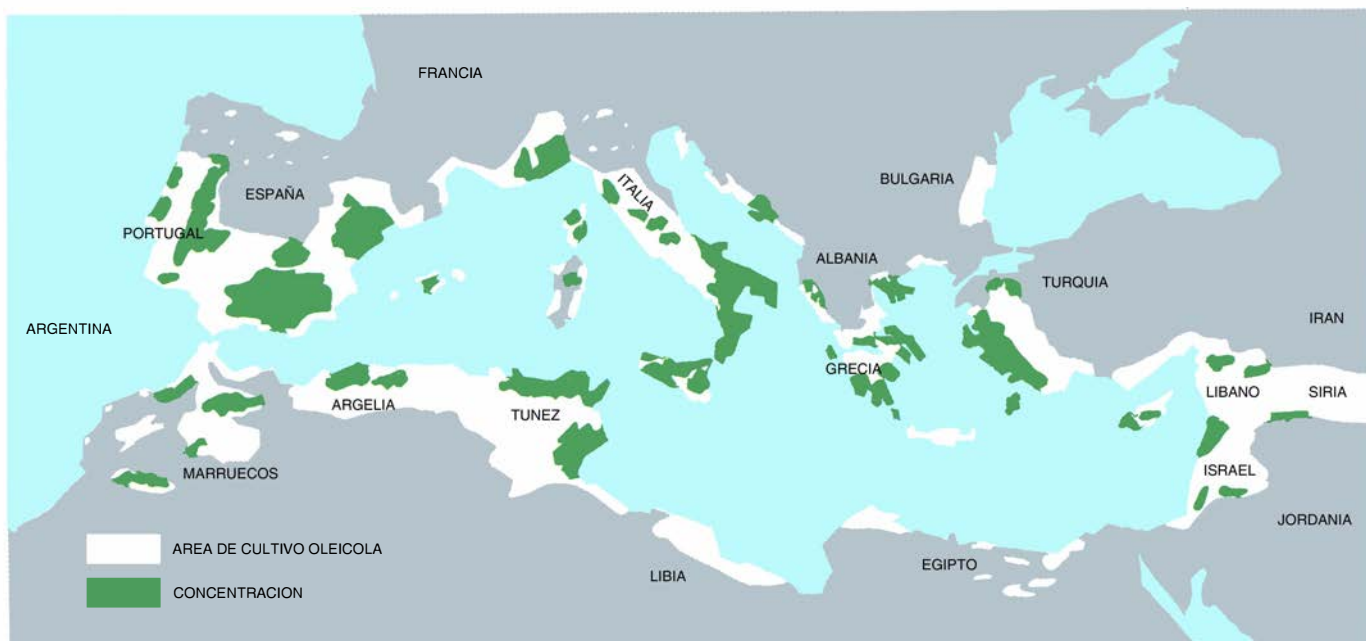 FRANCIA
BULGARIA
ESPAÑA
ITALIA
PORTUGAL
ALBANIA
TURQUIA
ARGENTINA
IRAN
GRECIA
LIBANO
SIRIA
ARGELIA
TUNEZ
MARRUECOS
ISRAEL
JORDANIA
AREA DE CULTIVO OLEICOLA
EGIPTO
LIBIA
CONCENTRACION